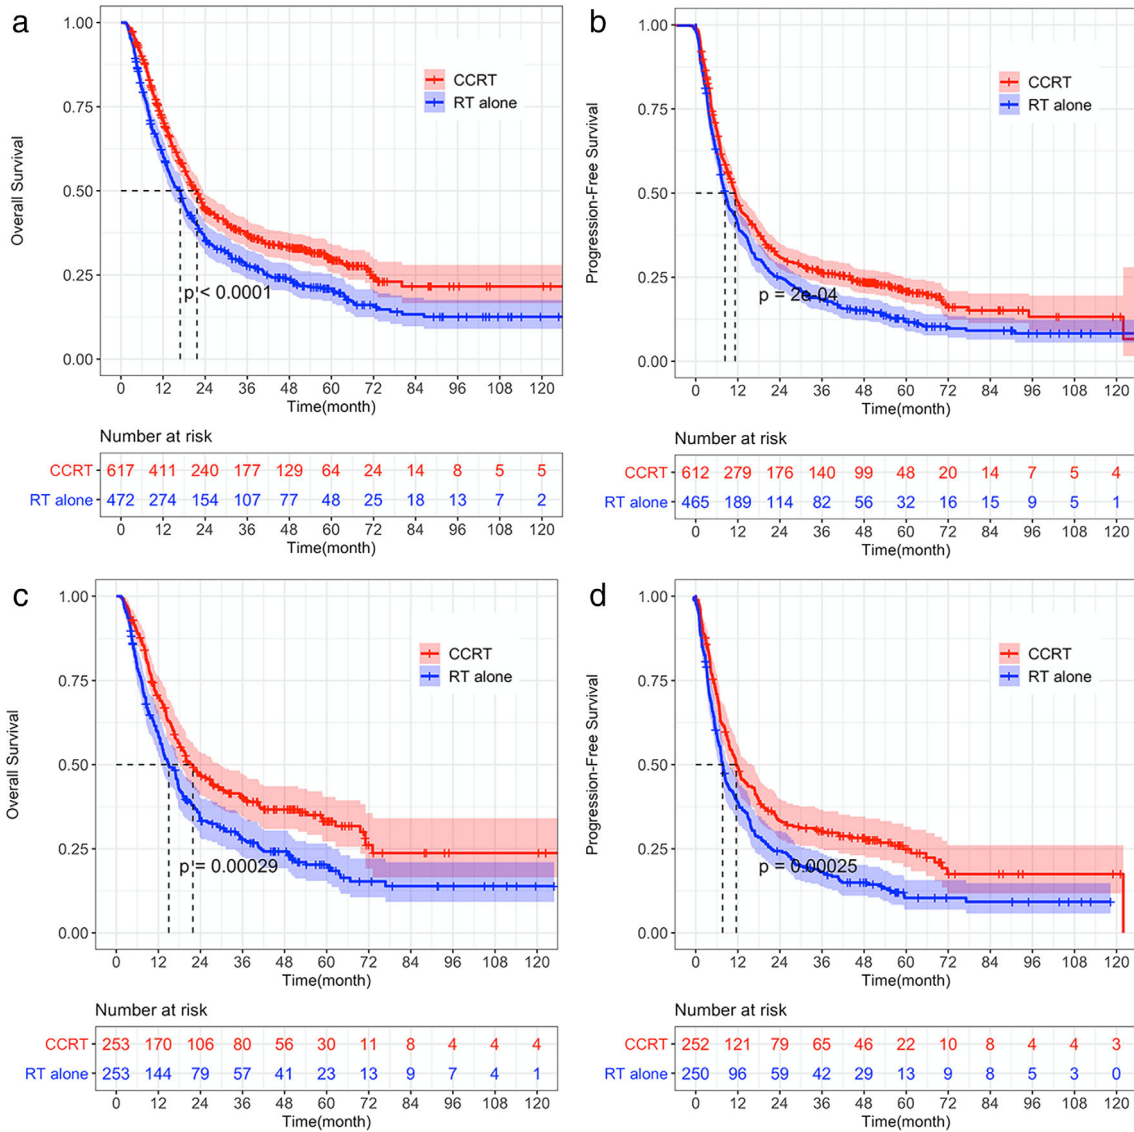 a
1.00
0.75
0.50
0.25
0.00
Overall Survival
CCRT
RT alone
p < 0.0001
0 12 24 36 48 60 72 84 96 108 120
Time(month)
Number at risk
CCRT 617 411 240 177 129 64 24 14 8 5 5
RT alone 472 274 154 107 77 48 25 18 13 7 2
0 12 24 36 48 60 72 84 96 108 120
Time(month)
b
1.00
0.75
0.50
0.25
0.00
Progression-Free Survival
CCRT
RT alone
p = 2e-04
0 12 24 36 48 60 72 84 96 108 120
Time(month)
Number at risk
CCRT 612 279 176 140 99 48 20 14 7 5 4
RT alone 465 189 114 82 56 32 16 15 9 5 1
0 12 24 36 48 60 72 84 96 108 120
Time(month)
c
1.00
0.75
0.50
0.25
0.00
Overall Survival
CCRT
RT alone
p = 0.00029
0 12 24 36 48 60 72 84 96 108 120
Time(month)
Number at risk
CCRT 253 170 106 80 56 30 11 8 4 4 4
RT alone 253 144 79 57 41 23 13 9 7 4 1
0 12 24 36 48 60 72 84 96 108 120
Time(month)
d
1.00
0.75
0.50
0.25
0.00
Progression-Free Survival
CCRT
RT alone
p = 0.00025
0 12 24 36 48 60 72 84 96 108 120
Time(month)
Number at risk
CCRT 252 121 79 65 46 22 10 8 4 4 3
RT alone 250 96 59 42 29 13 9 8 5 3 0
0 12 24 36 48 60 72 84 96 108 120
Time(month)